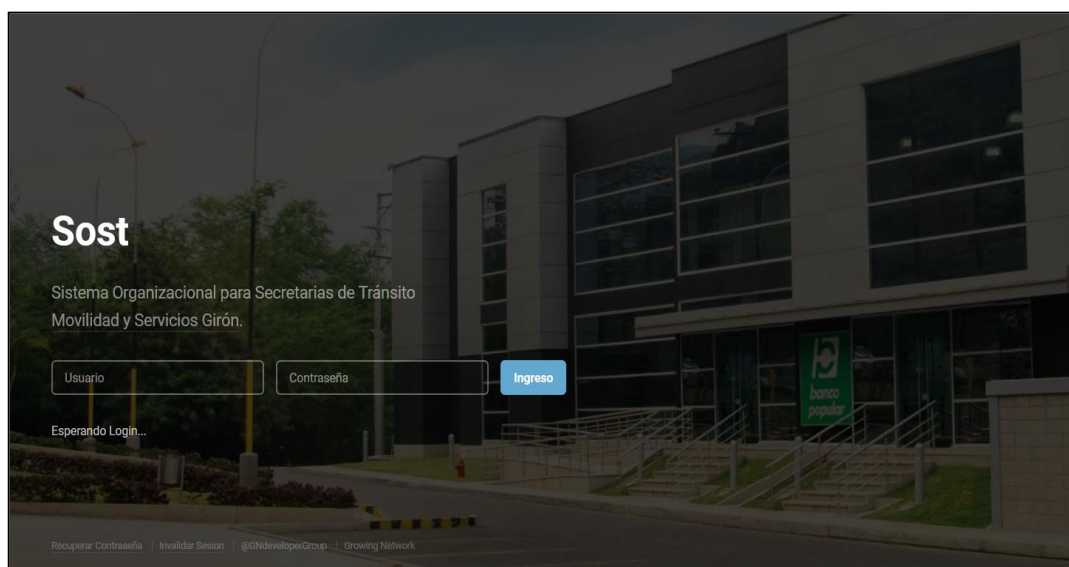 Sost
Sistema Organizacional para Secretarias de Tránsito
Movilidad y Servicios Girón.
Usuario
Contraseña
Ingreso
banco
popular
Esperando Login...
Recuperar Contraseña | Invalidar Sesion | @GNdeveloperGroup | Growing Network